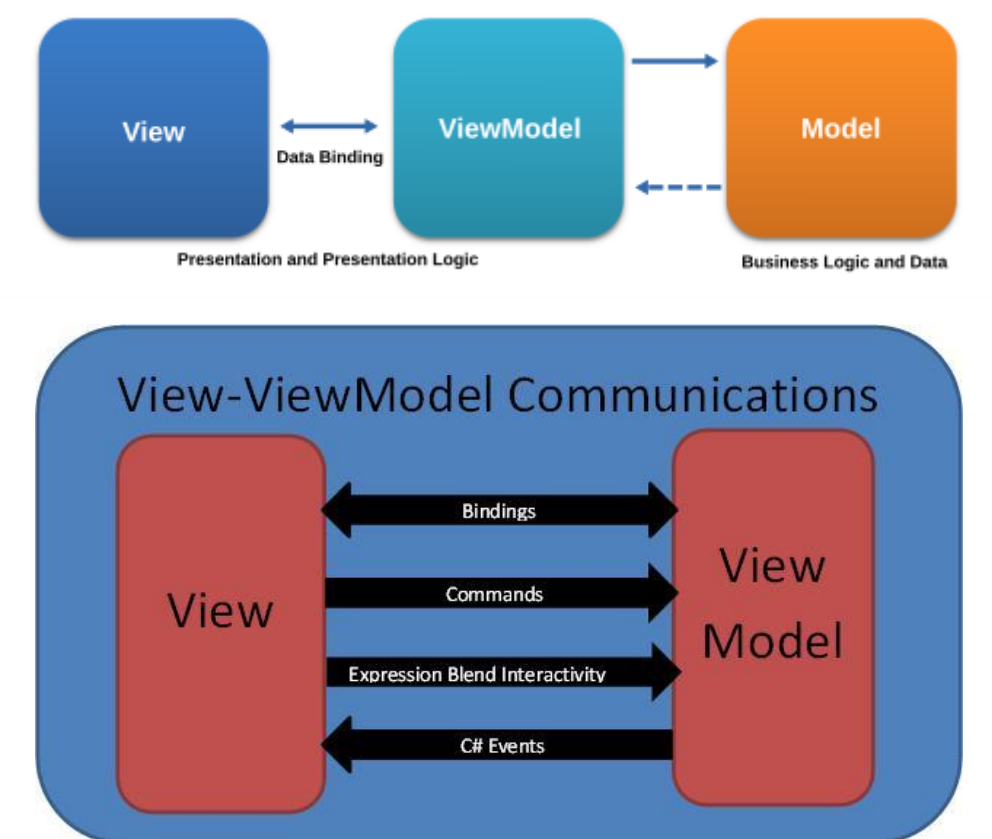 View
ViewModel
Model
Data Binding
Presentation and Presentation Logic
Business Logic and Data
View-ViewModel Communications
Bindings
Commands
Expression Blend Interactivity
C# Events
View
View
Model